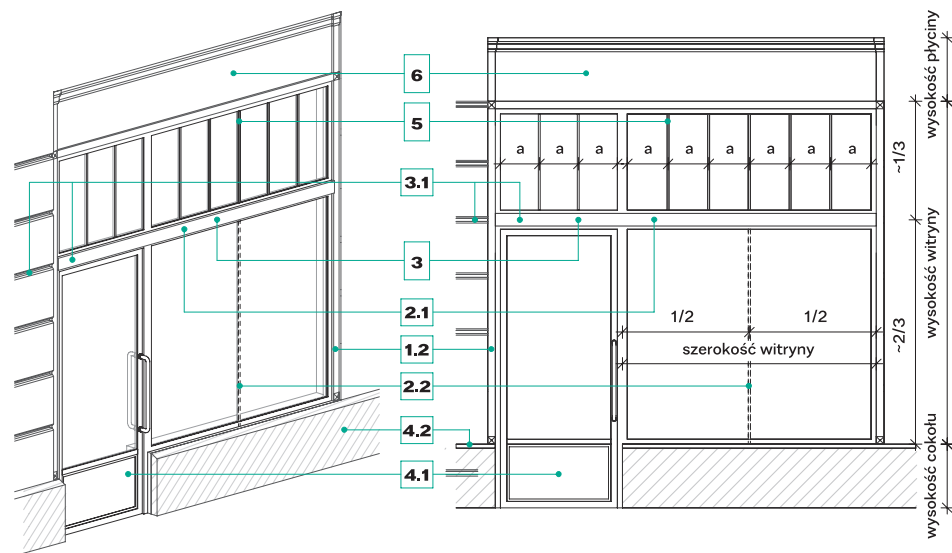 6
5
a a a a a a a a a
3.1
3
2.1
1/2 1/2
1.2
szerokość witryny
2.2
4.2
4.1
wysokość płyciny
~1/3
wysokość witryny
~2/3
wysokość cokołu